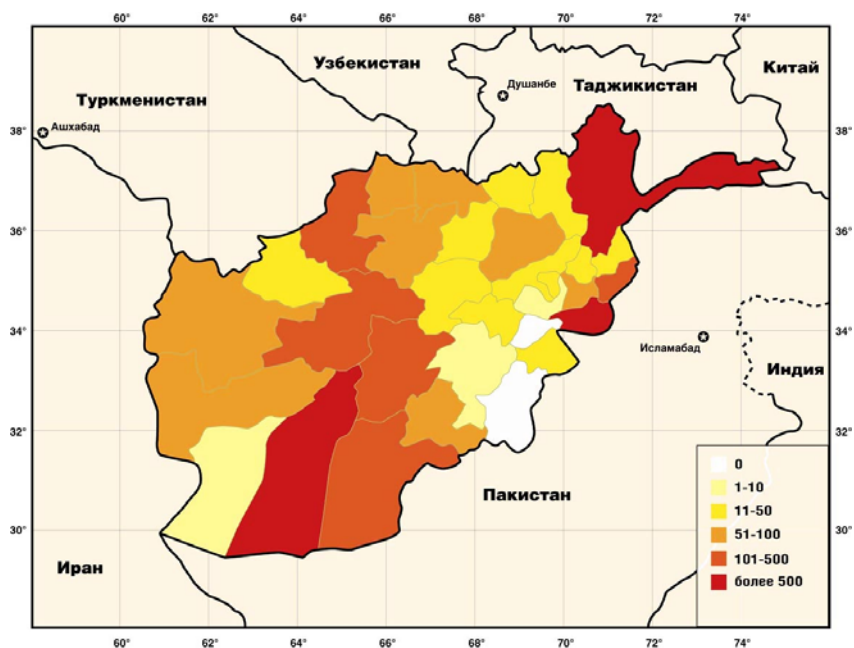 60° 62° 64° 66° 68° 70° 72° 74°
Узбекистан
Душанбе
Таджикистан
Китай
Туркменистан
Ашхабад
38° 38°
36° 36°
34° 34°
Исламабад
Индия
32° 32°
Пакистан
30° 30°
Иран
0
1-10
11-50
51-100
101-500
более 500
60° 62° 64° 66° 68° 70° 72° 74°